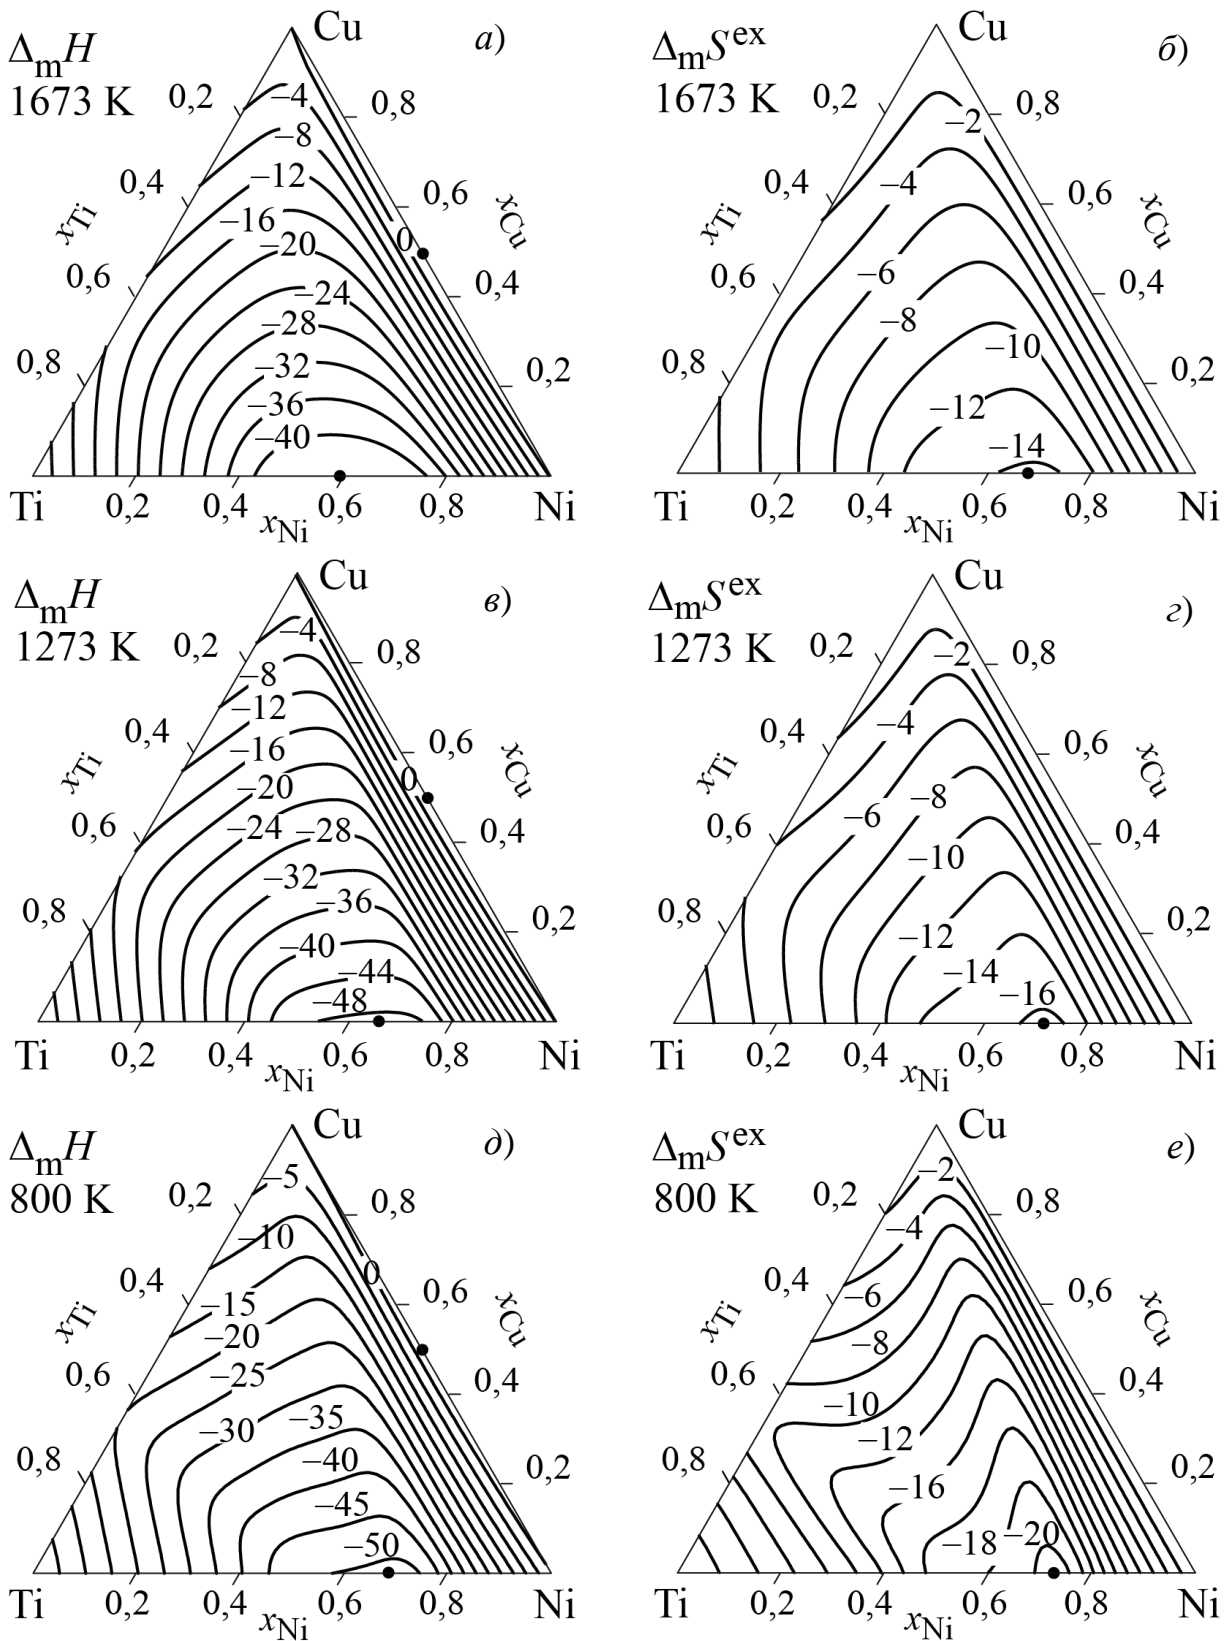 Cu
Δ_mH
1673 K
а)
0,2
–4
0,8
–8
0,4
–12
0,6
x_Ti
–16
0
x_Cu
–20
0,6
–24
0,4
–28
0,8
–32
0,2
–36
–40
Ti
0,2
0,4
x_Ni
0,6
0,8
Ni
Cu
Δ_mS^ex
1673 K
б)
0,2
–2
0,8
0,4
–4
0,6
x_Ti
x_Cu
0,6
–6
0,4
–8
–10
0,8
0,2
–12
–14
Ti
0,2
0,4
x_Ni
0,6
0,8
Ni
Cu
Δ_mH
1273 K
в)
0,2
–4
0,8
–8
–12
0,4
–16
0,6
x_Ti
0
x_Cu
–20
0,6
–24
–28
0,4
–32
0,8
–36
0,2
–40
–44
–48
Ti
0,2
0,4
x_Ni
0,6
0,8
Ni
Cu
Δ_mS^ex
1273 K
г)
0,2
–2
0,8
0,4
–4
0,6
x_Ti
x_Cu
–8
0,6
–6
0,4
–10
0,8
0,2
–12
–14
–16
Ti
0,2
0,4
x_Ni
0,6
0,8
Ni
Cu
Δ_mH
800 K
д)
0,2
–5
0,8
–10
0
0,4
–15
0,6
x_Ti
–20
x_Cu
0,6
–25
0,4
–35
–30
0,8
–40
0,2
–45
–50
Ti
0,2
0,4
x_Ni
0,6
0,8
Ni
Cu
Δ_mS^ex
800 K
е)
0,2
–2
0,8
–4
0,4
–6
0,6
x_Ti
–8
x_Cu
0,6
–10
0,4
–12
0,8
–16
0,2
–18
–20
Ti
0,2
0,4
x_Ni
0,6
0,8
Ni